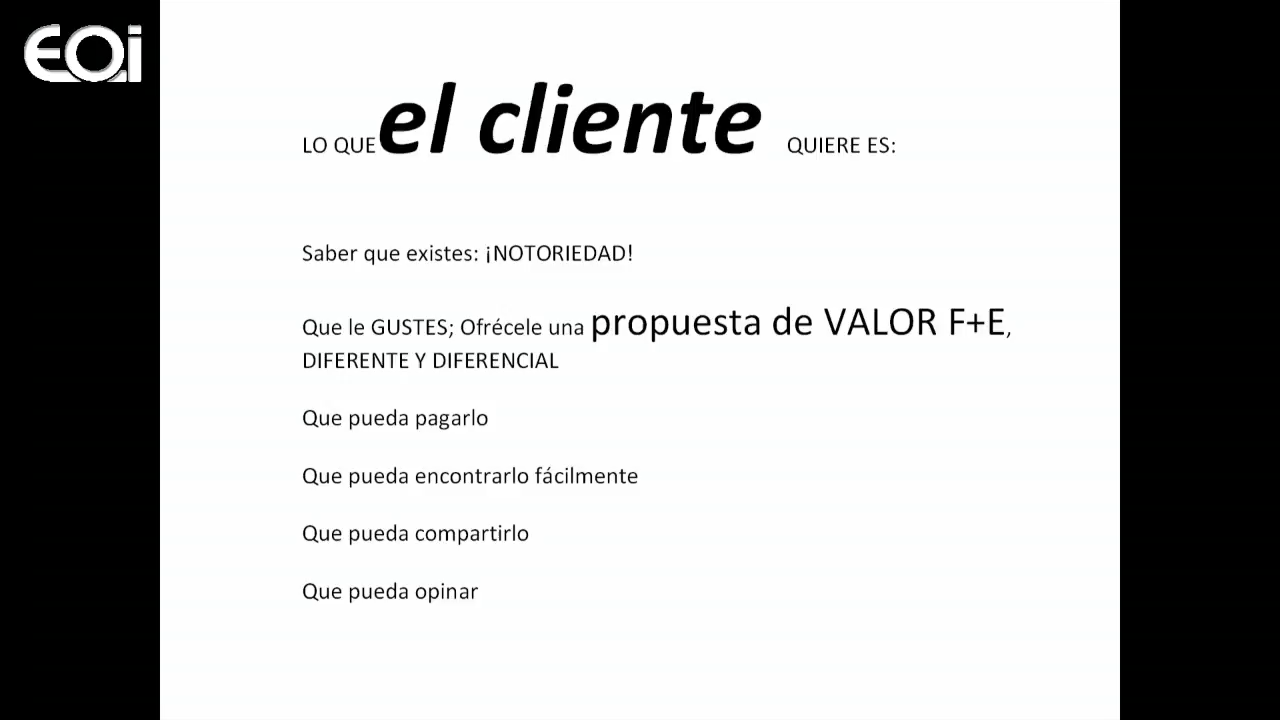 EOi
LO QUE el cliente QUIERE ES:
Saber que existes: ¡NOTORIEDAD!
Que le GUSTES; Ofrécele una propuesta de VALOR F+E,
DIFERENTE Y DIFERENCIAL
Que pueda pagarlo
Que pueda encontrarlo fácilmente
Que pueda compartirlo
Que pueda opinar